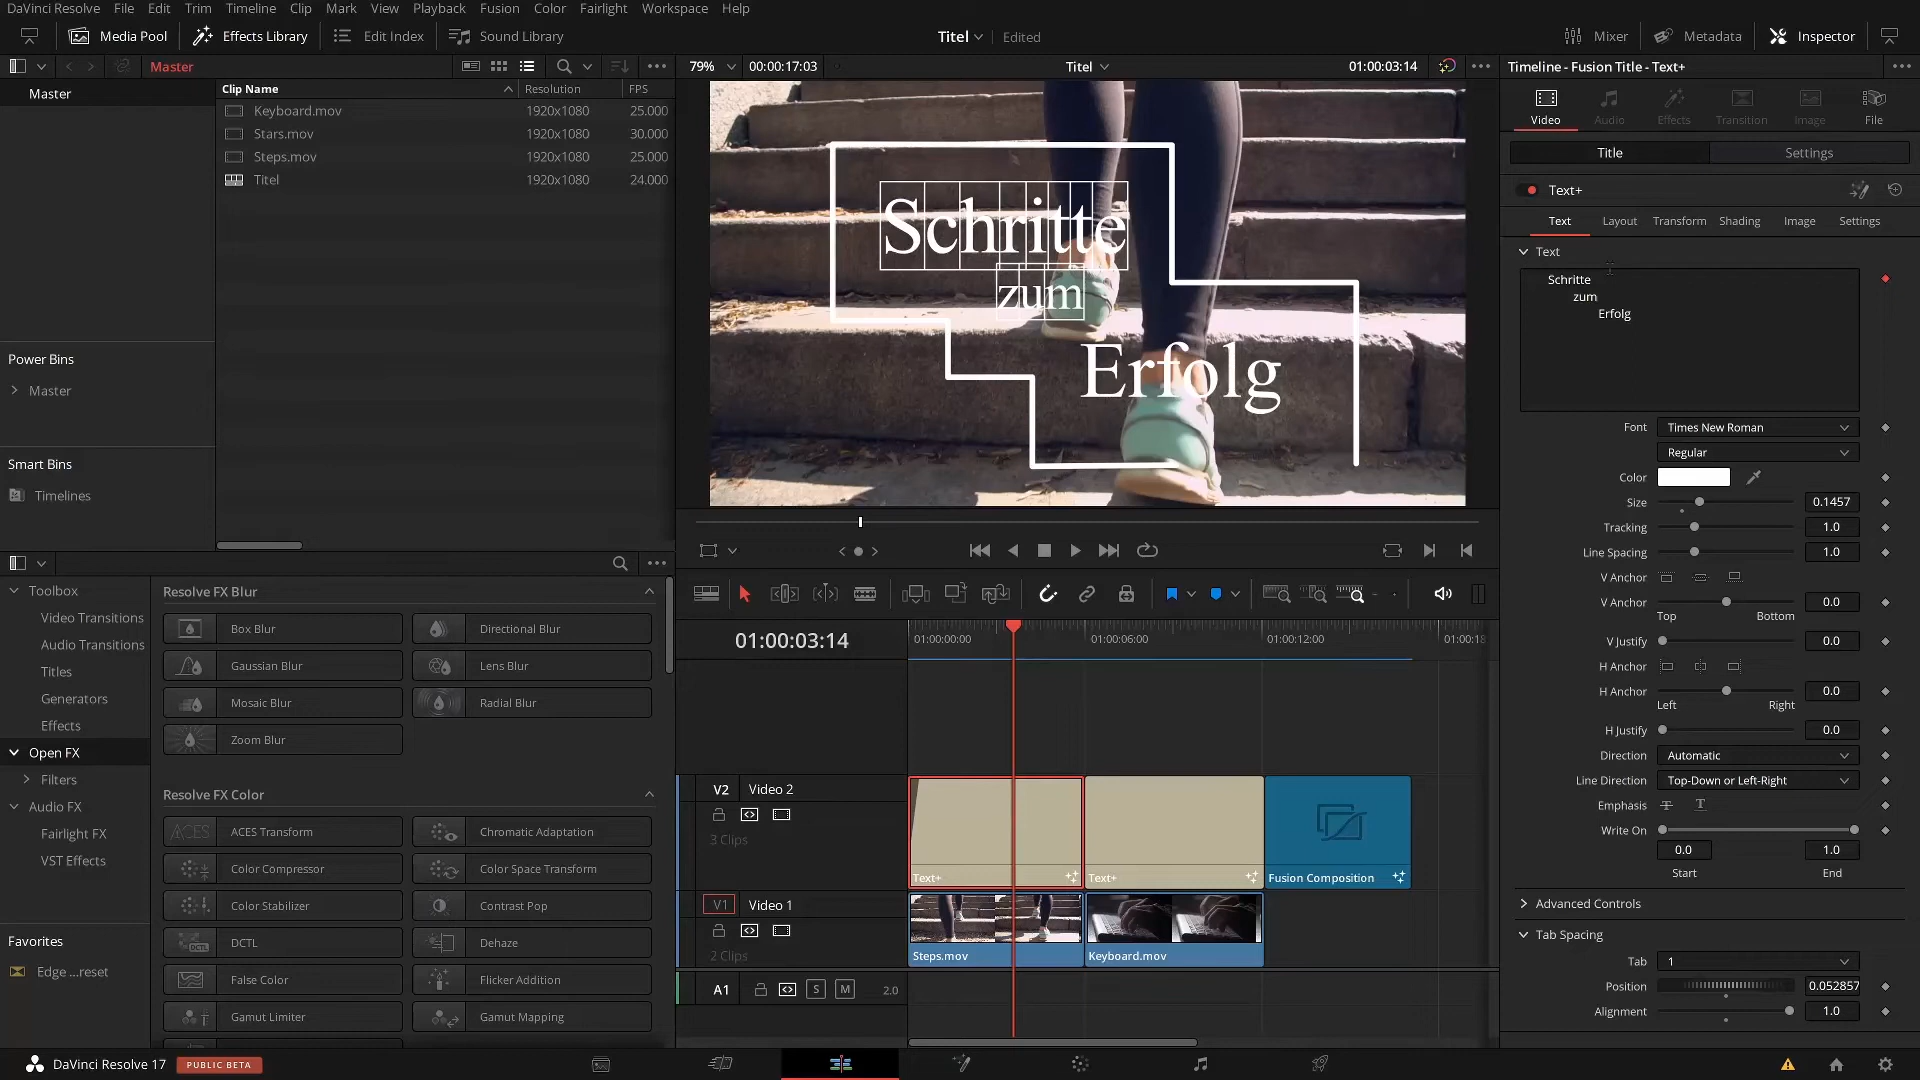 DaVinci Resolve File Edit Trim Timeline Clip Mark View Playback Fusion Color Fairlight Workspace Help
Media Pool Effects Library Edit Index Sound Library Titel Edited Mixer Metadata Inspector
Master 79% 00:00:17:03 Titel 01:00:03:14 Timeline - Fusion Title - Text+
Master
Clip Name Resolution FPS
Keyboard.mov 1920x1080 25.000
Stars.mov 1920x1080 30.000
Steps.mov 1920x1080 25.000
Titel 1920x1080 24.000
Power Bins
Master
Smart Bins
Timelines
Schritte
zum
Erfolg
Video Audio Effects Transition Image File
Title Settings
Text+
Text Layout Transform Shading Image Settings
Text
Schritte
zum
Erfolg
Font Times New Roman
Regular
Color
Size 0.1457
Tracking 1.0
Line Spacing 1.0
V Anchor
V Anchor 0.0
Top Bottom
V Justify 0.0
H Anchor
H Anchor 0.0
Left Right
H Justify 0.0
Direction Automatic
Line Direction Top-Down or Left-Right
Emphasis T T
Write On
0.0 1.0
Start End
Advanced Controls
Tab Spacing
Tab 1
Position 0.052857
Alignment 1.0
Toolbox
Video Transitions
Audio Transitions
Titles
Generators
Effects
Open FX
Filters
Audio FX
Fairlight FX
VST Effects
Favorites
Edge ...reset
Resolve FX Blur
Box Blur Directional Blur
Gaussian Blur Lens Blur
Mosaic Blur Radial Blur
Zoom Blur
Resolve FX Color
ACES ACES Transform Chromatic Adaptation
Color Compressor Color Space Transform
Color Stabilizer Contrast Pop
DCTL DCTL Dehaze
False Color Flicker Addition
Gamut Limiter Gamut Mapping
01:00:03:14 01:00:00:00 01:00:06:00 01:00:12:00 01:00:18
V2 Video 2
3 Clips
Text+ Text+ Fusion Composition
V1 Video 1
2 Clips
Steps.mov Keyboard.mov
A1 S M 2.0
DaVinci Resolve 17 PUBLIC BETA